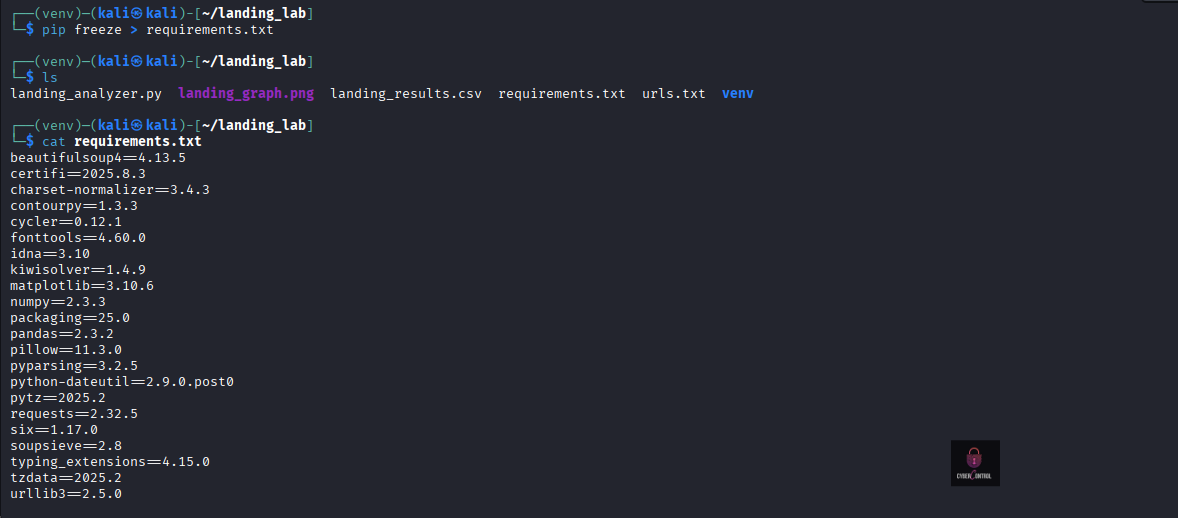 ┌──(venv)─(kali㉿kali)-[~/landing_lab]
└─$ pip freeze > requirements.txt
┌──(venv)─(kali㉿kali)-[~/landing_lab]
└─$ ls
landing_analyzer.py landing_graph.png landing_results.csv requirements.txt urls.txt venv
┌──(venv)─(kali㉿kali)-[~/landing_lab]
└─$ cat requirements.txt
beautifulsoup4==4.13.5
certifi==2025.8.3
charset-normalizer==3.4.3
contourpy==1.3.3
cycler==0.12.1
fonttools==4.60.0
idna==3.10
kiwisolver==1.4.9
matplotlib==3.10.6
numpy==2.3.3
packaging==25.0
pandas==2.3.2
pillow==11.3.0
pyparsing==3.2.5
python-dateutil==2.9.0.post0
pytz==2025.2
requests==2.32.5
six==1.17.0
soupsieve==2.8
typing_extensions==4.15.0
tzdata==2025.2
urllib3==2.5.0
CYBER CONTROL